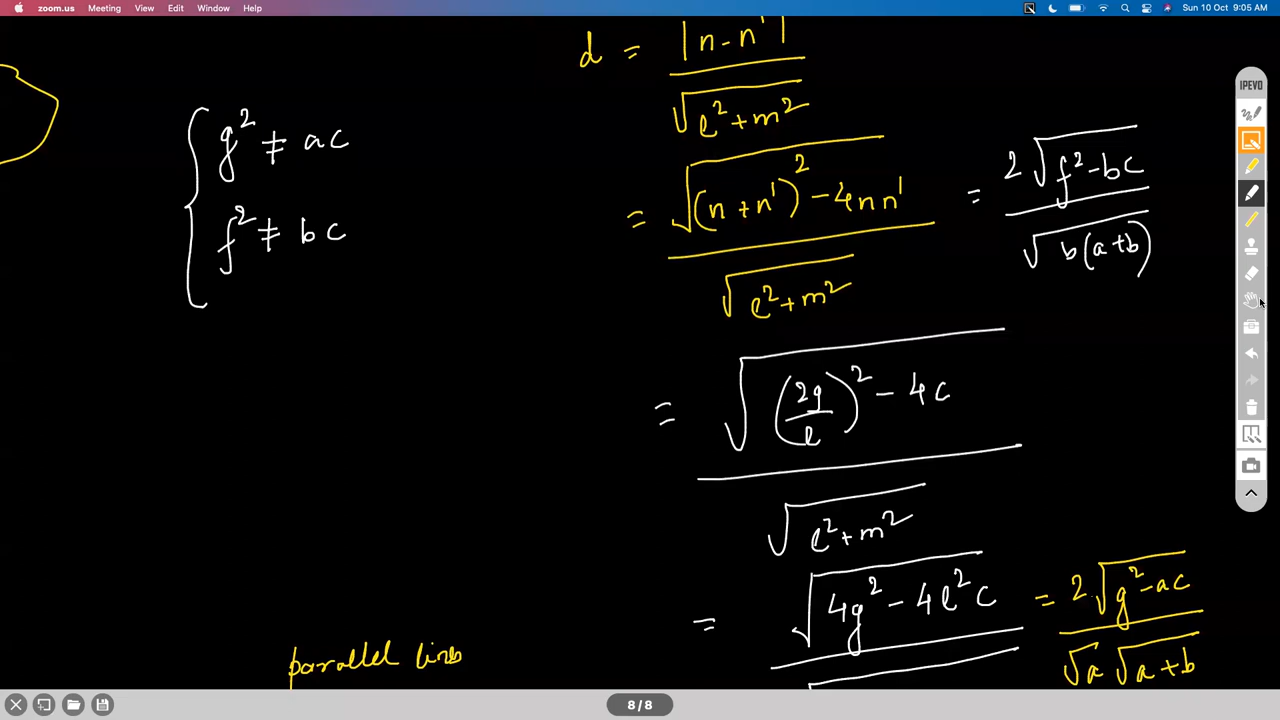 zoom.us Meeting View Edit Window Help Sun 10 Oct 9:05 AM
d = |n - n'| / √(l² + m²)
= √((n + n')² - 4nn') / √(l² + m²)
= 2√(f² - bc) / √(b(a + b))
{ g² ≠ ac
f² ≠ bc
= √((2g/l)² - 4c) / √(l² + m²)
= √(4g² - 4l²c)
= 2√(g² - ac) / √a √(a + b)
parallel lines
IPEVO
8/8